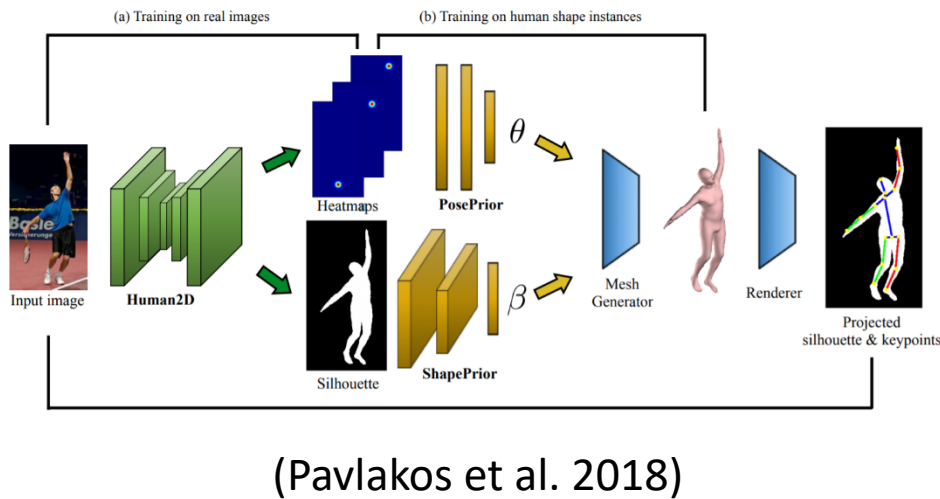 (a) Training on real images
(b) Training on human shape instances
Basler
Heatmaps
PosePrior
θ
Input image
Human2D
Silhouette
ShapePrior
β
Mesh
Generator
Renderer
Projected
silhouette & keypoints
(Pavlakos et al. 2018)